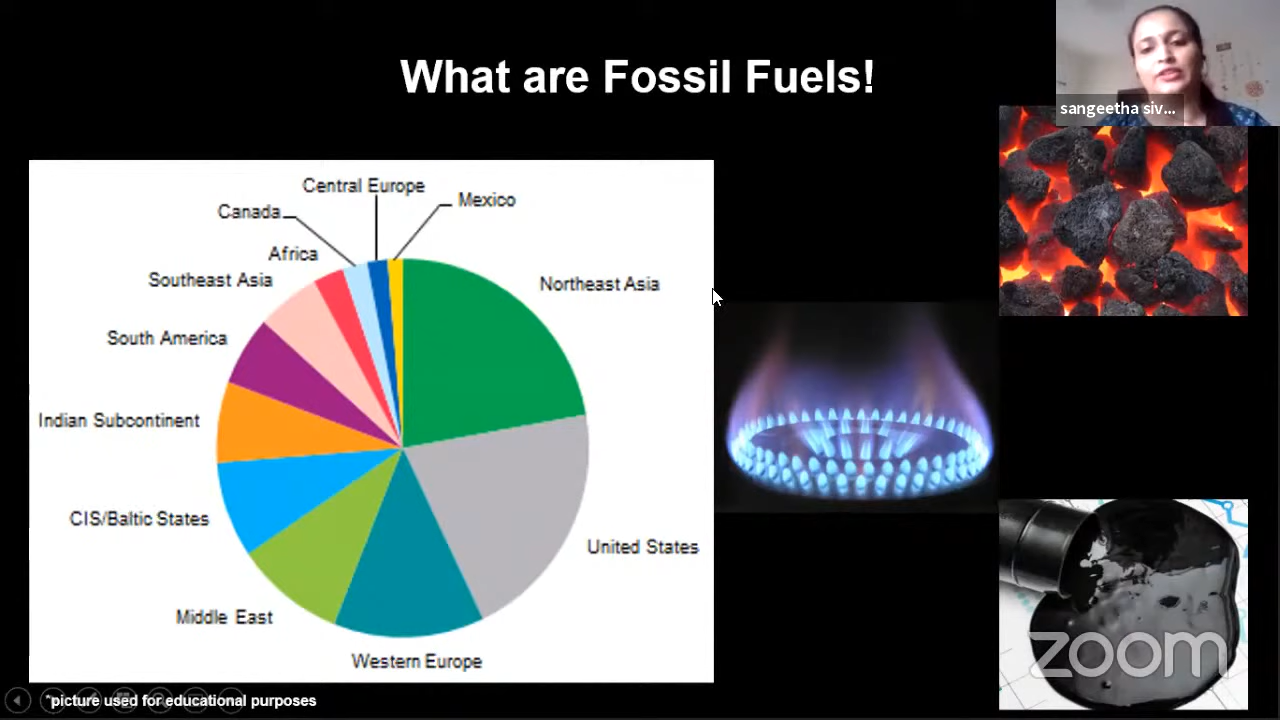 What are Fossil Fuels!
sangeetha siv...
Central Europe
Mexico
Canada
Africa
Southeast Asia
Northeast Asia
South America
Indian Subcontinent
CIS/Baltic States
United States
Middle East
Western Europe
zoom
*picture used for educational purposes